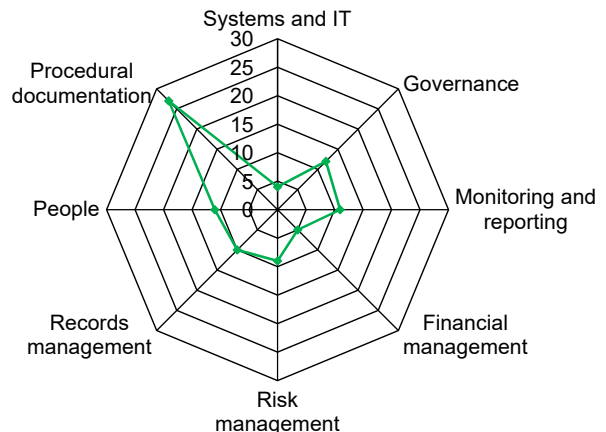 Systems and IT
30
25
20
15
10
5
0
Governance
Monitoring and
reporting
Financial
management
Risk
management
Records
management
People
Procedural
documentation